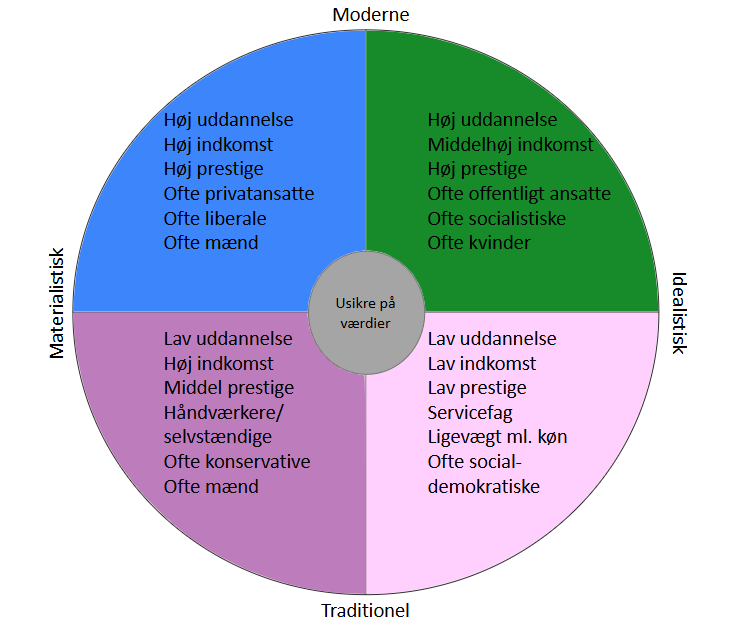 Moderne
Høj uddannelse
Høj indkomst
Høj prestige
Ofte privatansatte
Ofte liberale
Ofte mænd
Høj uddannelse
Middelhøj indkomst
Høj prestige
Ofte offentligt ansatte
Ofte socialistiske
Ofte kvinder
Materialistisk
Usikre på
værdier
Idealistisk
Lav uddannelse
Høj indkomst
Middel prestige
Håndværkere/
selvstændige
Ofte konservative
Ofte mænd
Lav uddannelse
Lav indkomst
Lav prestige
Servicefag
Ligevægt ml. køn
Ofte social-
demokratiske
Traditionel